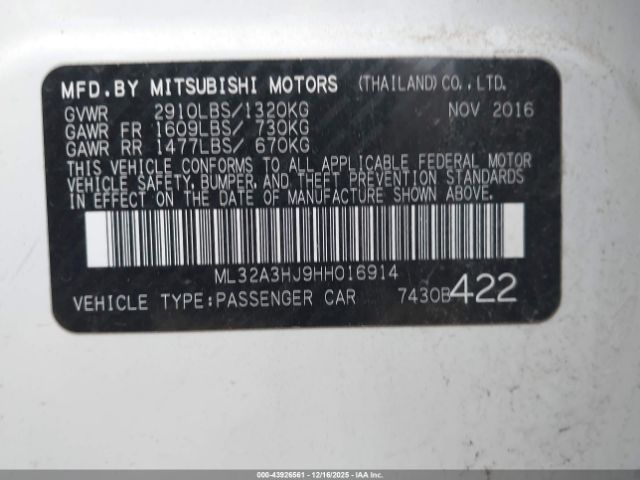 MFD.BY MITSUBISHI MOTORS (THAILAND)CO.,LTD.
GVWR 2910LBS/1320KG NOV 2016
GAWR FR 1609LBS/ 730KG
GAWR RR 1477LBS/ 670KG
THIS VEHICLE CONFORMS TO ALL APPLICABLE FEDERAL MOTOR
VEHICLE SAFETY, BUMPER, AND THEFT PREVENTION STANDARDS
IN EFFECT ON THE DATE OF MANUFACTURE SHOWN ABOVE.
ML32A3HJ9HH016914
VEHICLE TYPE:PASSENGER CAR 7430B422
000-43926561 - 12/16/2025 - IAAI.com